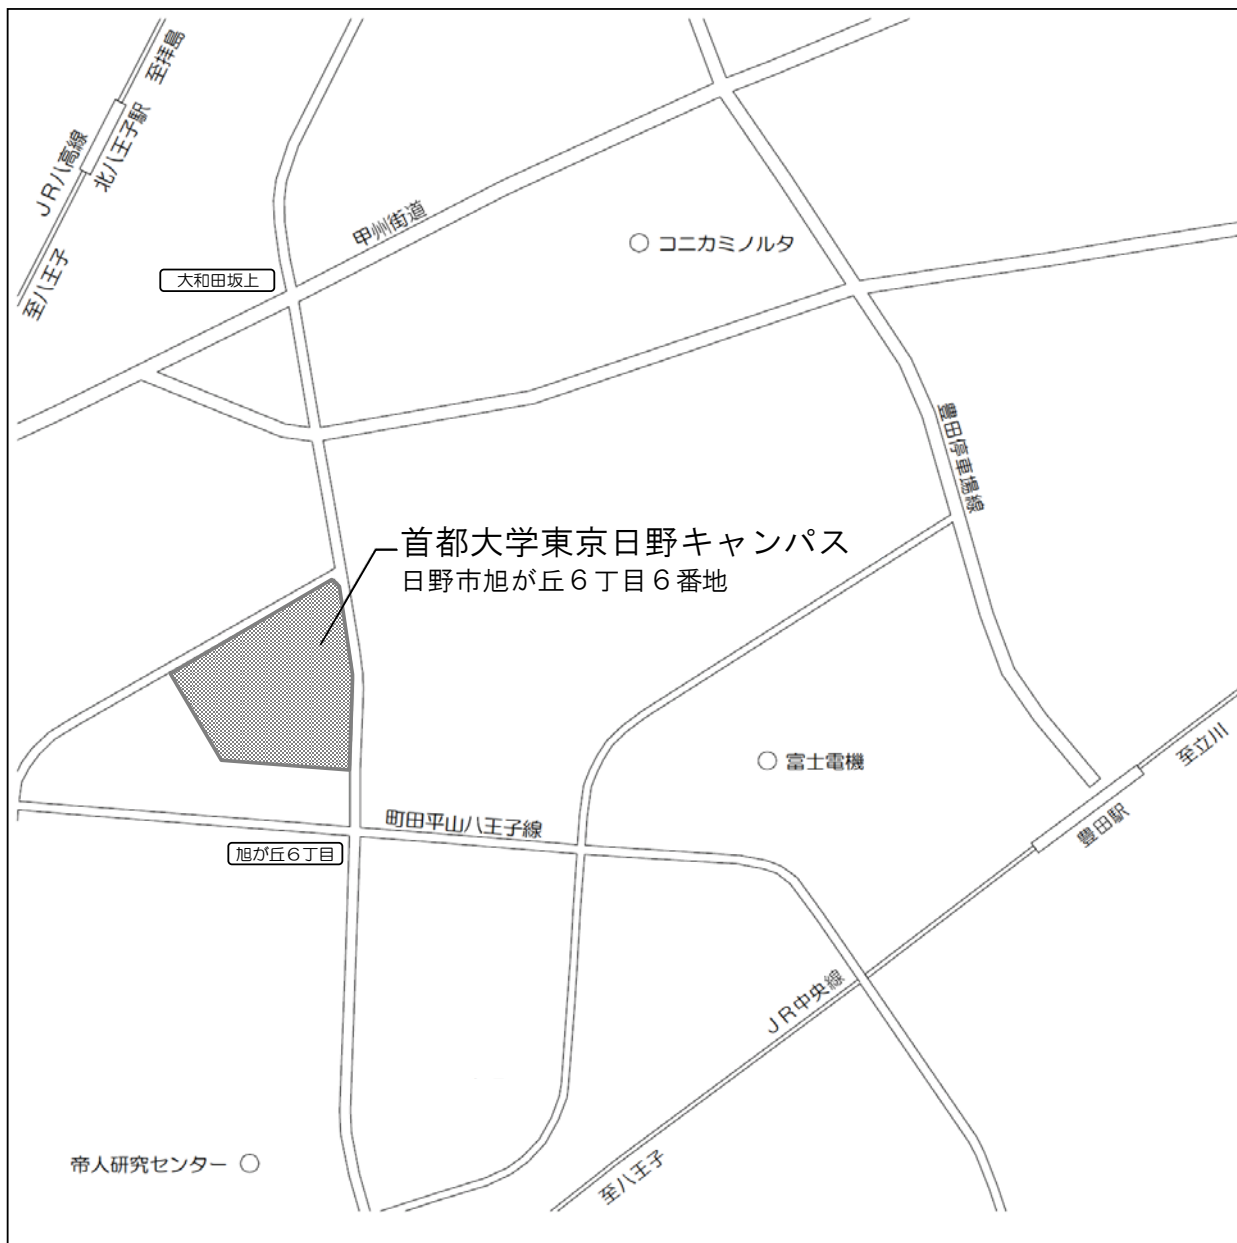 至拝島
JR八高線
北八王子駅
至八王子
甲州街道
コニカミノルタ
大和田坂上
豊田停車場線
首都大学東京日野キャンパス
日野市旭が丘6丁目6番地
至立川
富士電機
豊田駅
町田平山八王子線
旭が丘6丁目
JR中央線
至八王子
帝人研究センター